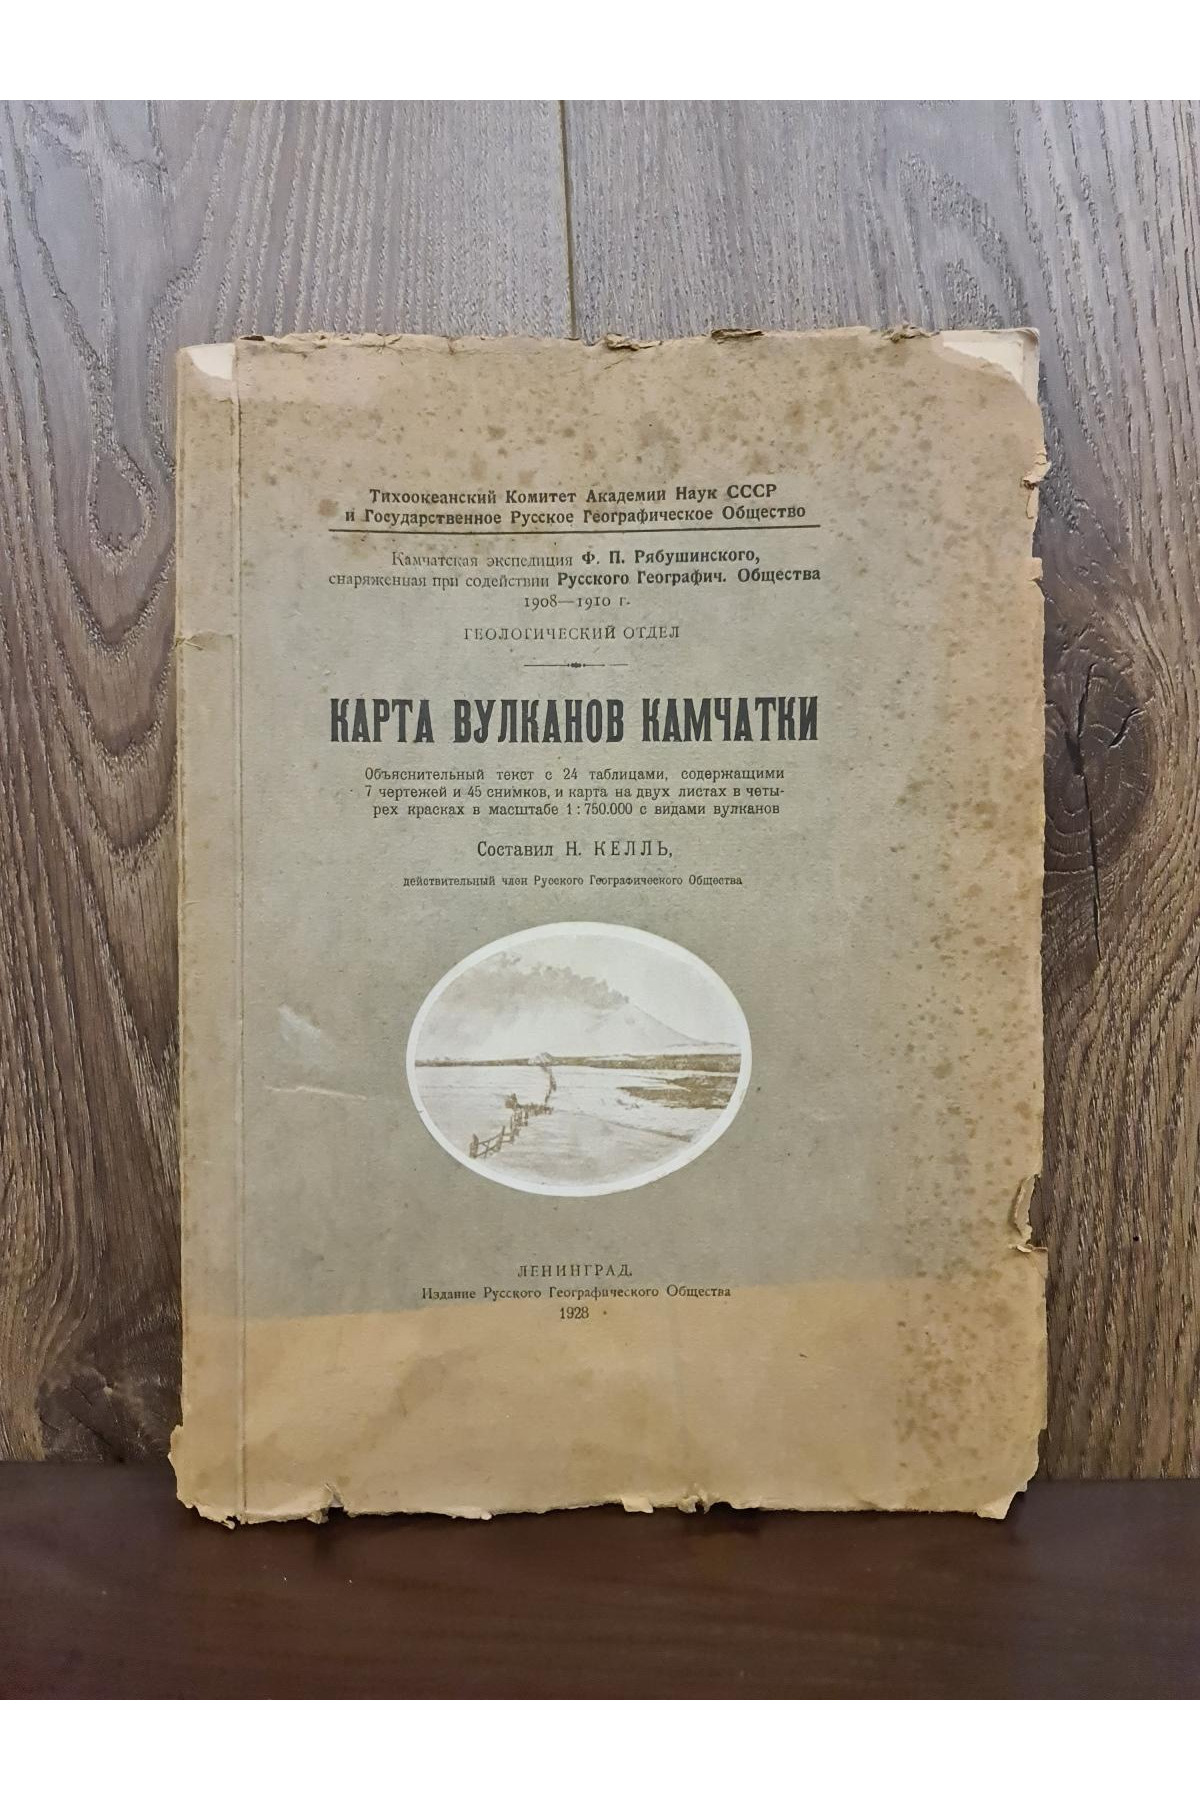 Тихоокеанский Комитет Академии Наук СССР
и Государственное Русское Географическое Общество
Камчатская экспедиция Ф. П. Рябушинского,
снаряженная при содействии Русского Географич. Общества
1908—1910 г.
ГЕОЛОГИЧЕСКИЙ ОТДЕЛ
КАРТА ВУЛКАНОВ КАМЧАТКИ
Объяснительный текст с 24 таблицами, содержащими
7 чертежей и 45 снимков, и карта на двух листах в четы-
рех красках в масштабе 1:750.000 с видами вулканов
Составил Н. КЕЛЛЬ,
действительный член Русского Географического Общества
ЛЕНИНГРАД.
Издание Русского Географического Общества
1928